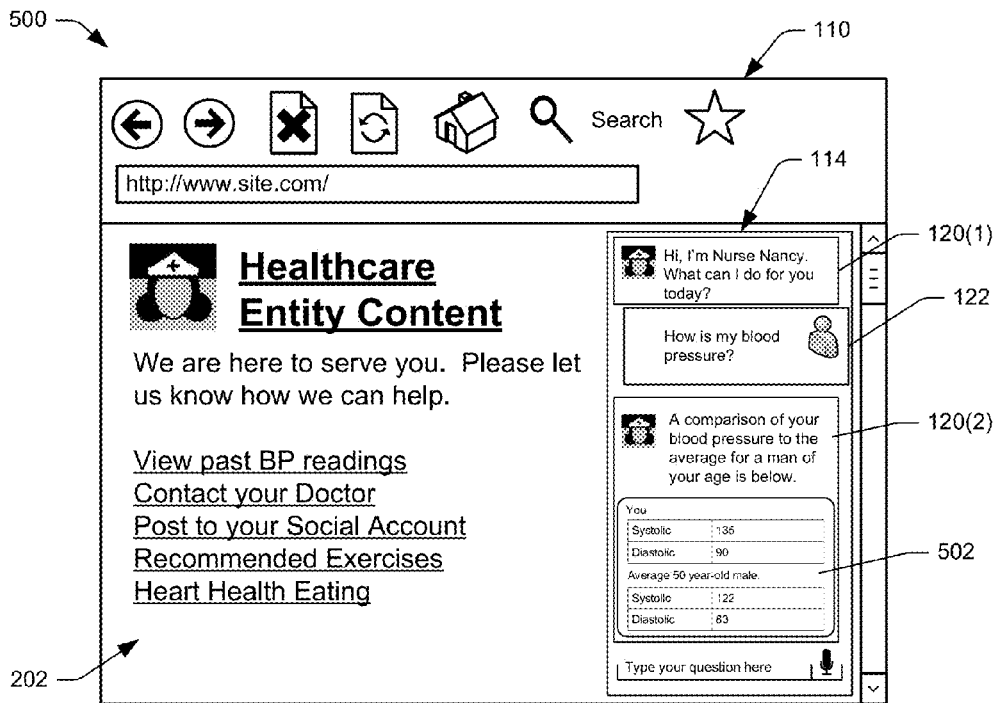 500
110
Search
http://www.site.com/
114
Healthcare
Entity Content
We are here to serve you. Please let
us know how we can help.
View past BP readings
Contact your Doctor
Post to your Social Account
Recommended Exercises
Heart Health Eating
202
Hi, I'm Nurse Nancy.
What can I do for you
today?
120(1)
How is my blood
pressure?
122
A comparison of your
blood pressure to the
average for a man of
your age is below.
120(2)
You
Systolic 135
Diastolic 90
Average 50 year-old male.
Systolic 122
Diastolic 83
502
Type your question here